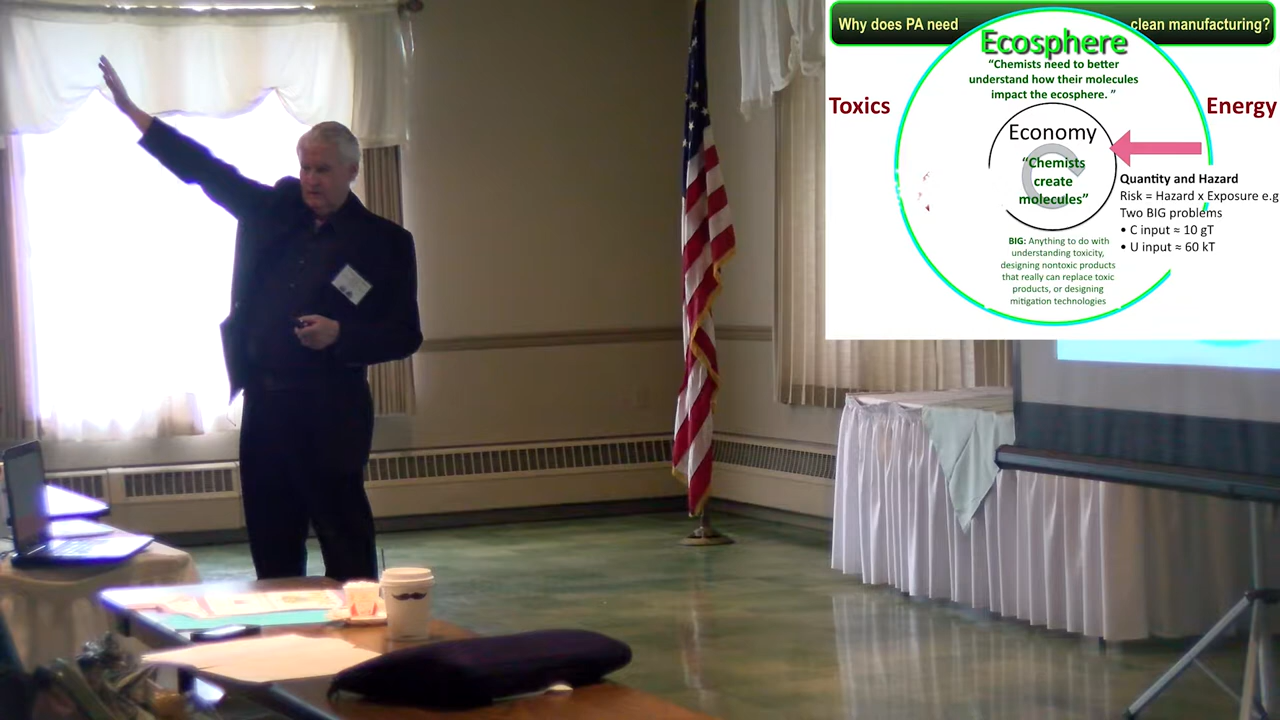 Why does PA need clean manufacturing?
Ecosphere
“Chemists need to better
understand how their molecules
impact the ecosphere. ”
Toxics
Energy
Economy
C
“Chemists
create
molecules”
Quantity and Hazard
Risk = Hazard x Exposure e.g
Two BIG problems
• C input ≈ 10 gT
• U input ≈ 60 kT
BIG: Anything to do with
understanding toxicity,
designing nontoxic products
that really can replace toxic
products, or designing
mitigation technologies